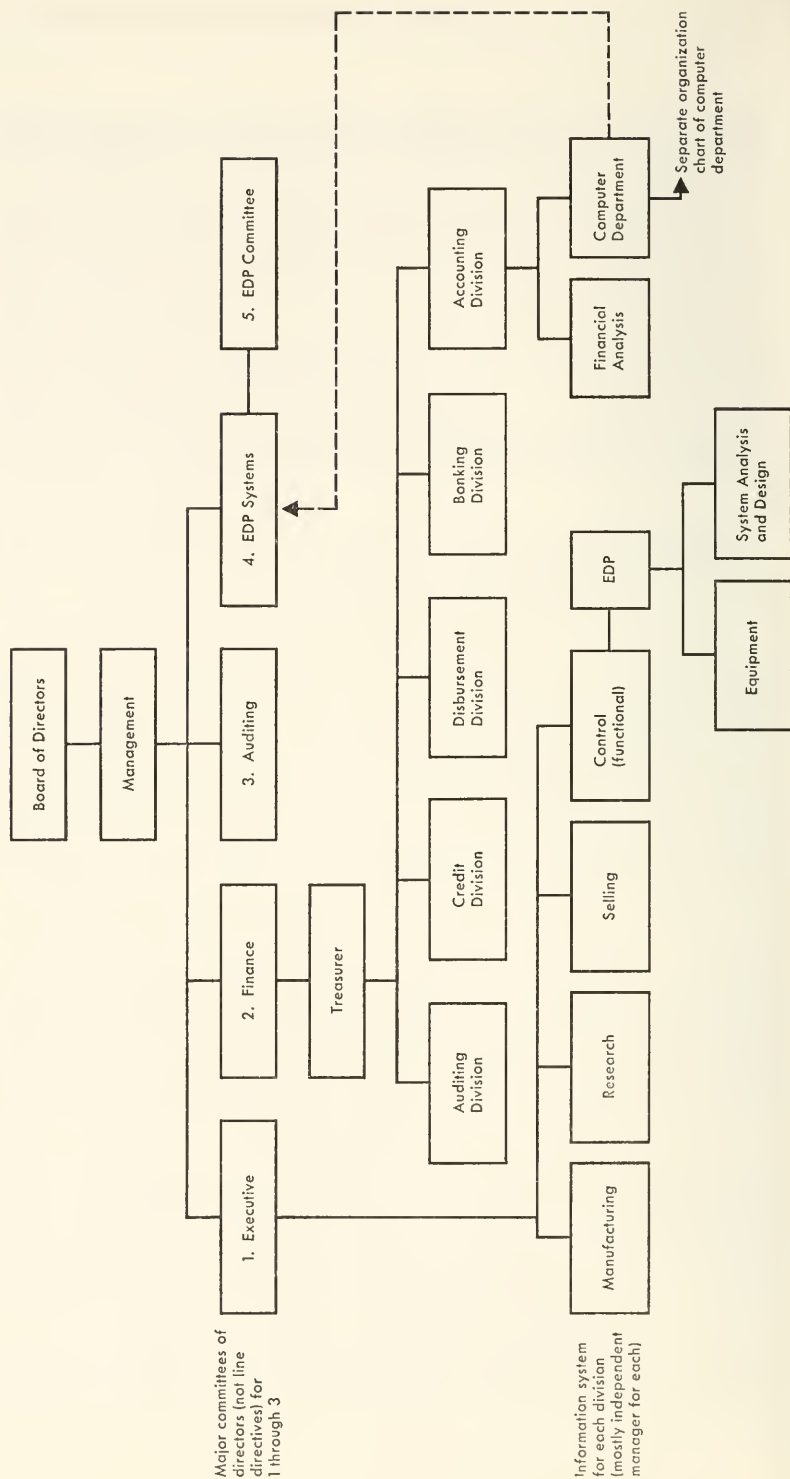 Board of Directors
Management
Major committees of
directors (not line
directives) for
1 through 3
1. Executive
2. Finance
3. Auditing
4. EDP Systems
5. EDP Committee
Treasurer
Auditing
Division
Credit
Division
Disbursement
Division
Bonking
Division
Accounting
Division
Information system
for each division
(mostly independent
manager for each)
Manufacturing
Research
Selling
Control
(functional)
EDP
Financial
Analysis
Computer
Department
Equipment
System Analysis
and Design
Separate organization
chart of computer
department